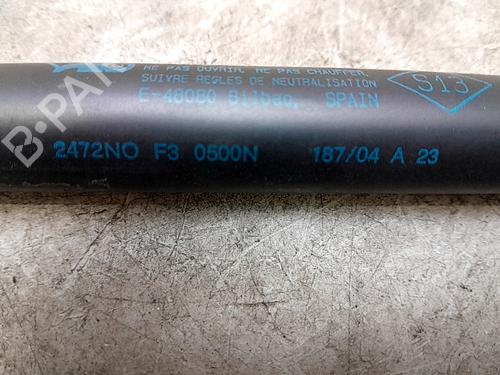 NE PAS OUVRIR, NE PAS CHAUFFER,
SUIVRE REGLES DE NEUTRALISATION
E-48080 Bilbao, SPAIN
S13
2472NO F3 0500N 187/04 A 23
B-PA